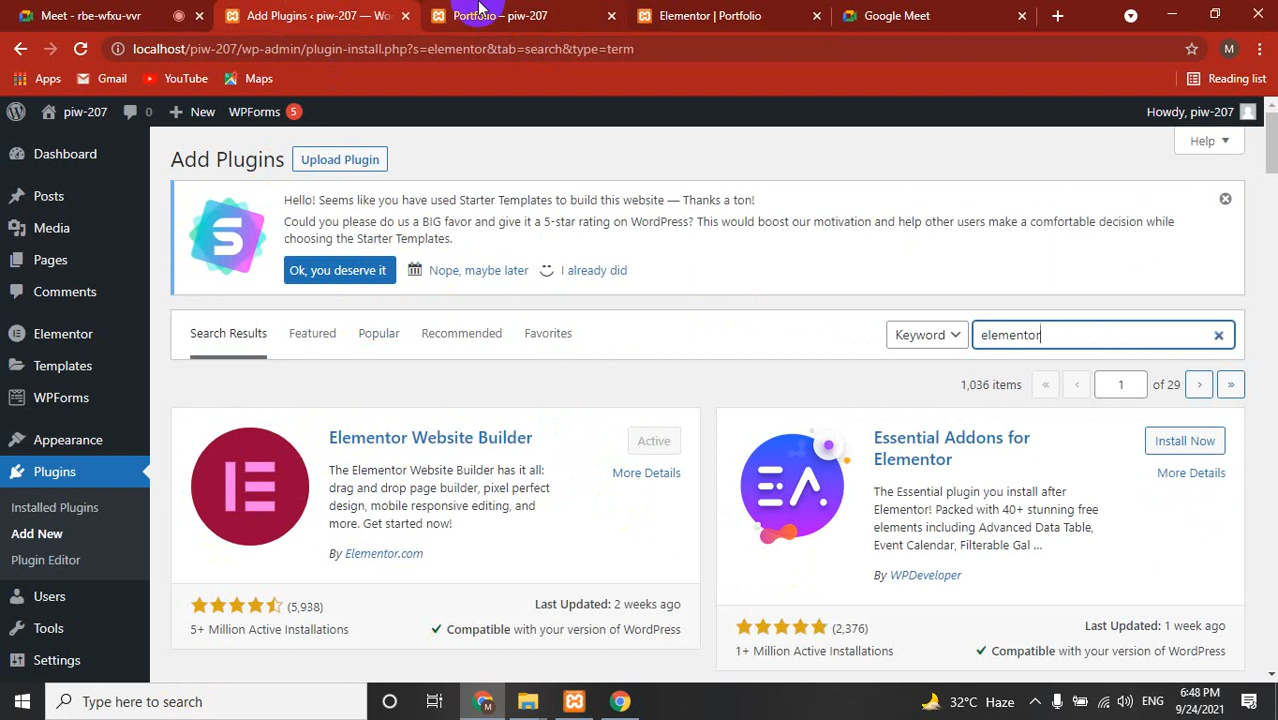 Meet - rbe-wfxu-vvr
Add Plugins ‹ piw-207 — Wo
Portfolio – piw-207
Elementor | Portfolio
Google Meet
localhost/piw-207/wp-admin/plugin-install.php?s=elementor&tab=search&type=term
M
Apps
Gmail
YouTube
Maps
Reading list
piw-207
0
New
WPForms 5
Howdy, piw-207
Dashboard
Posts
Media
Pages
Comments
Elementor
Templates
WPForms
Appearance
Plugins
Installed Plugins
Add New
Plugin Editor
Users
Tools
Settings
Add Plugins
Upload Plugin
Help
Hello! Seems like you have used Starter Templates to build this website — Thanks a ton!
Could you please do us a BIG favor and give it a 5-star rating on WordPress? This would boost our motivation and help other users make a comfortable decision while
choosing the Starter Templates.
Ok, you deserve it
Nope, maybe later
I already did
Search Results
Featured
Popular
Recommended
Favorites
Keyword
elementor
1,036 items
«
‹
1
of 29
›
»
Elementor Website Builder
Active
More Details
The Elementor Website Builder has it all:
drag and drop page builder, pixel perfect
design, mobile responsive editing, and
more. Get started now!
By Elementor.com
(5,938)
5+ Million Active Installations
Last Updated: 2 weeks ago
Compatible with your version of WordPress
Essential Addons for
Elementor
Install Now
More Details
The Essential plugin you install after
Elementor! Packed with 40+ stunning free
elements including Advanced Data Table,
Event Calendar, Filterable Gal ...
By WPDeveloper
(2,376)
1+ Million Active Installations
Last Updated: 1 week ago
Compatible with your version of WordPress
Type here to search
32°C Haze
ENG
6:48 PM
9/24/2021